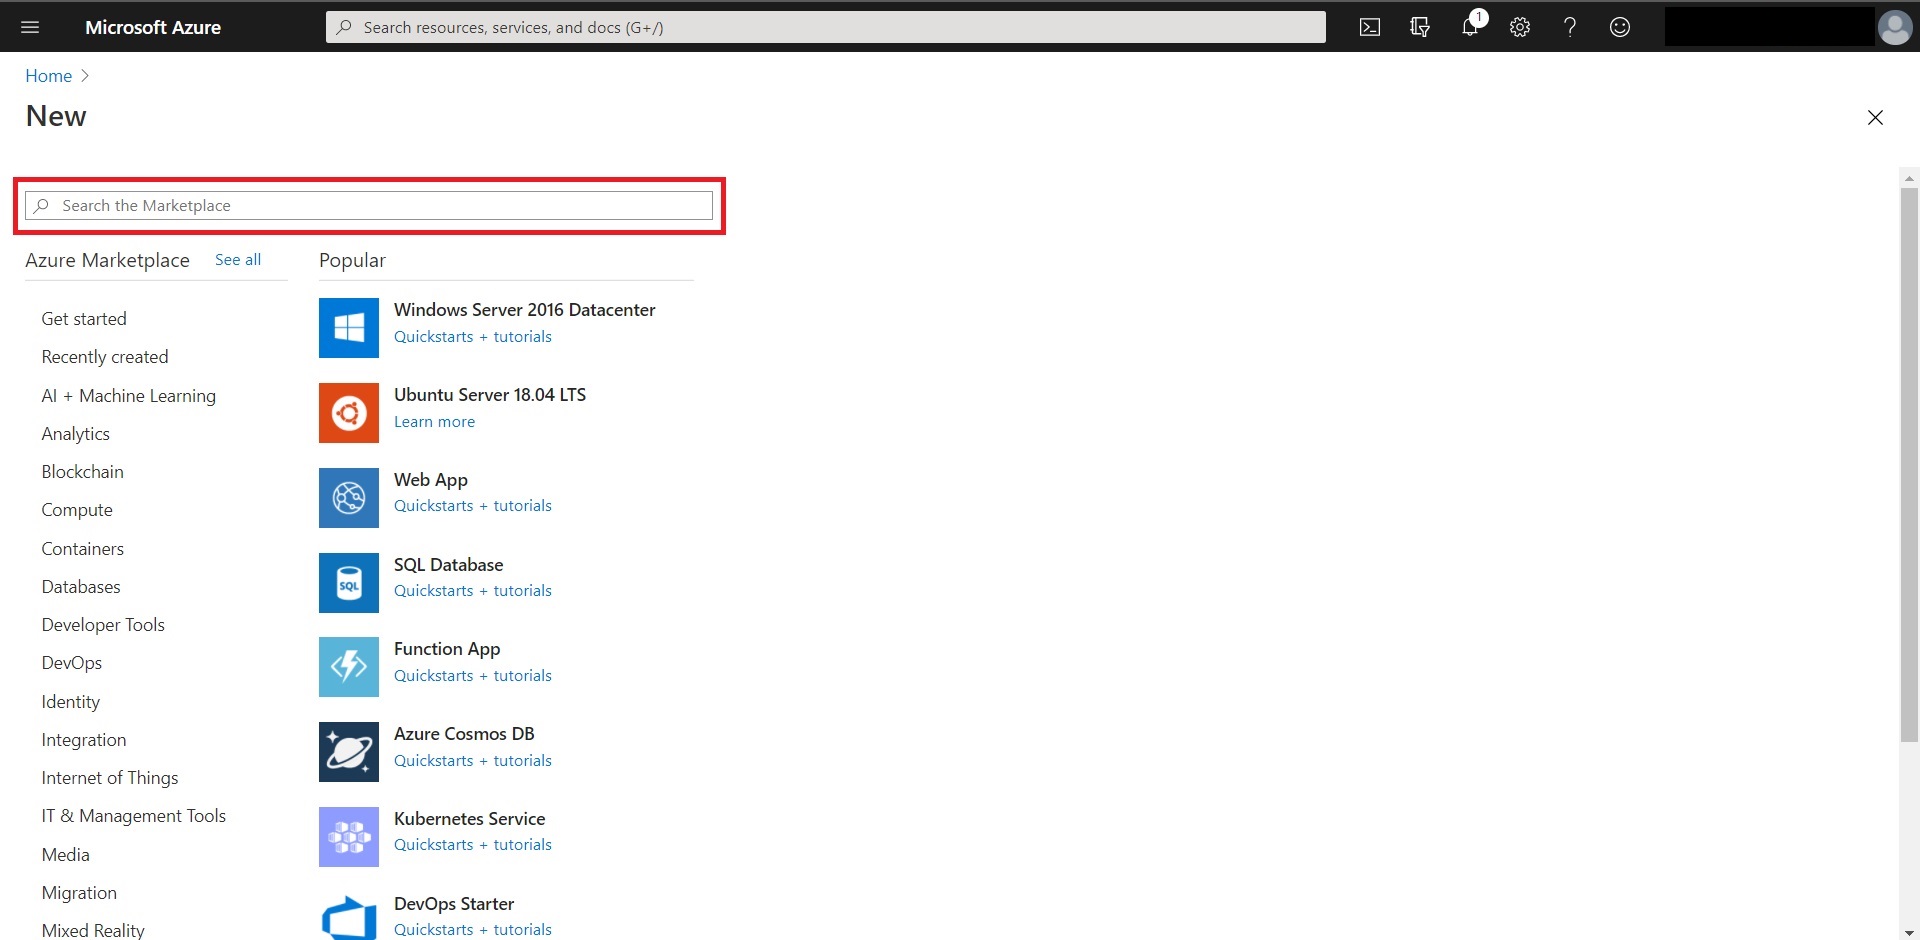 Microsoft Azure
Search resources, services, and docs (G+/)
1
Home
New
Search the Marketplace
Azure Marketplace See all
Get started
Recently created
AI + Machine Learning
Analytics
Blockchain
Compute
Containers
Databases
Developer Tools
DevOps
Identity
Integration
Internet of Things
IT & Management Tools
Media
Migration
Mixed Reality
Popular
Windows Server 2016 Datacenter
Quickstarts + tutorials
Ubuntu Server 18.04 LTS
Learn more
Web App
Quickstarts + tutorials
SQL
SQL Database
Quickstarts + tutorials
Function App
Quickstarts + tutorials
Azure Cosmos DB
Quickstarts + tutorials
Kubernetes Service
Quickstarts + tutorials
DevOps Starter
Quickstarts + tutorials